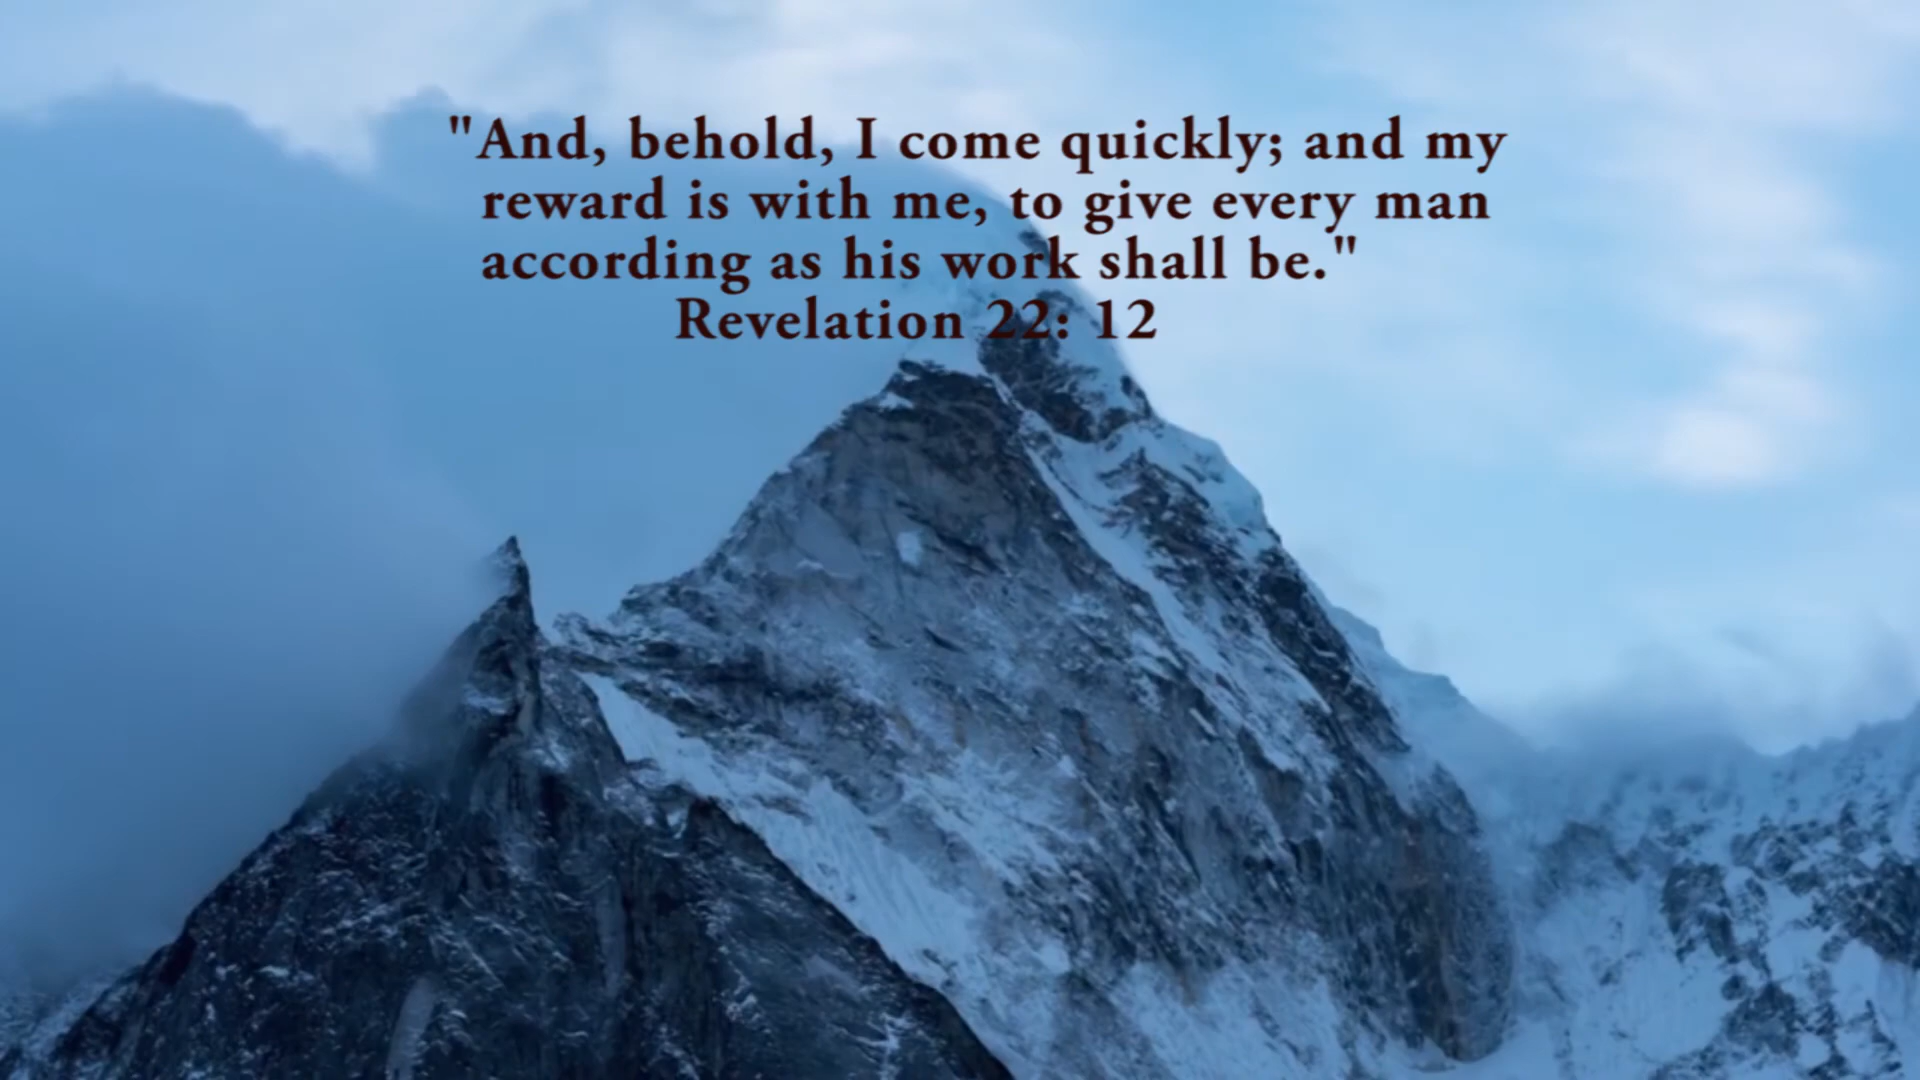 "And, behold, I come quickly; and my
reward is with me, to give every man
according as his work shall be."
Revelation 22: 12